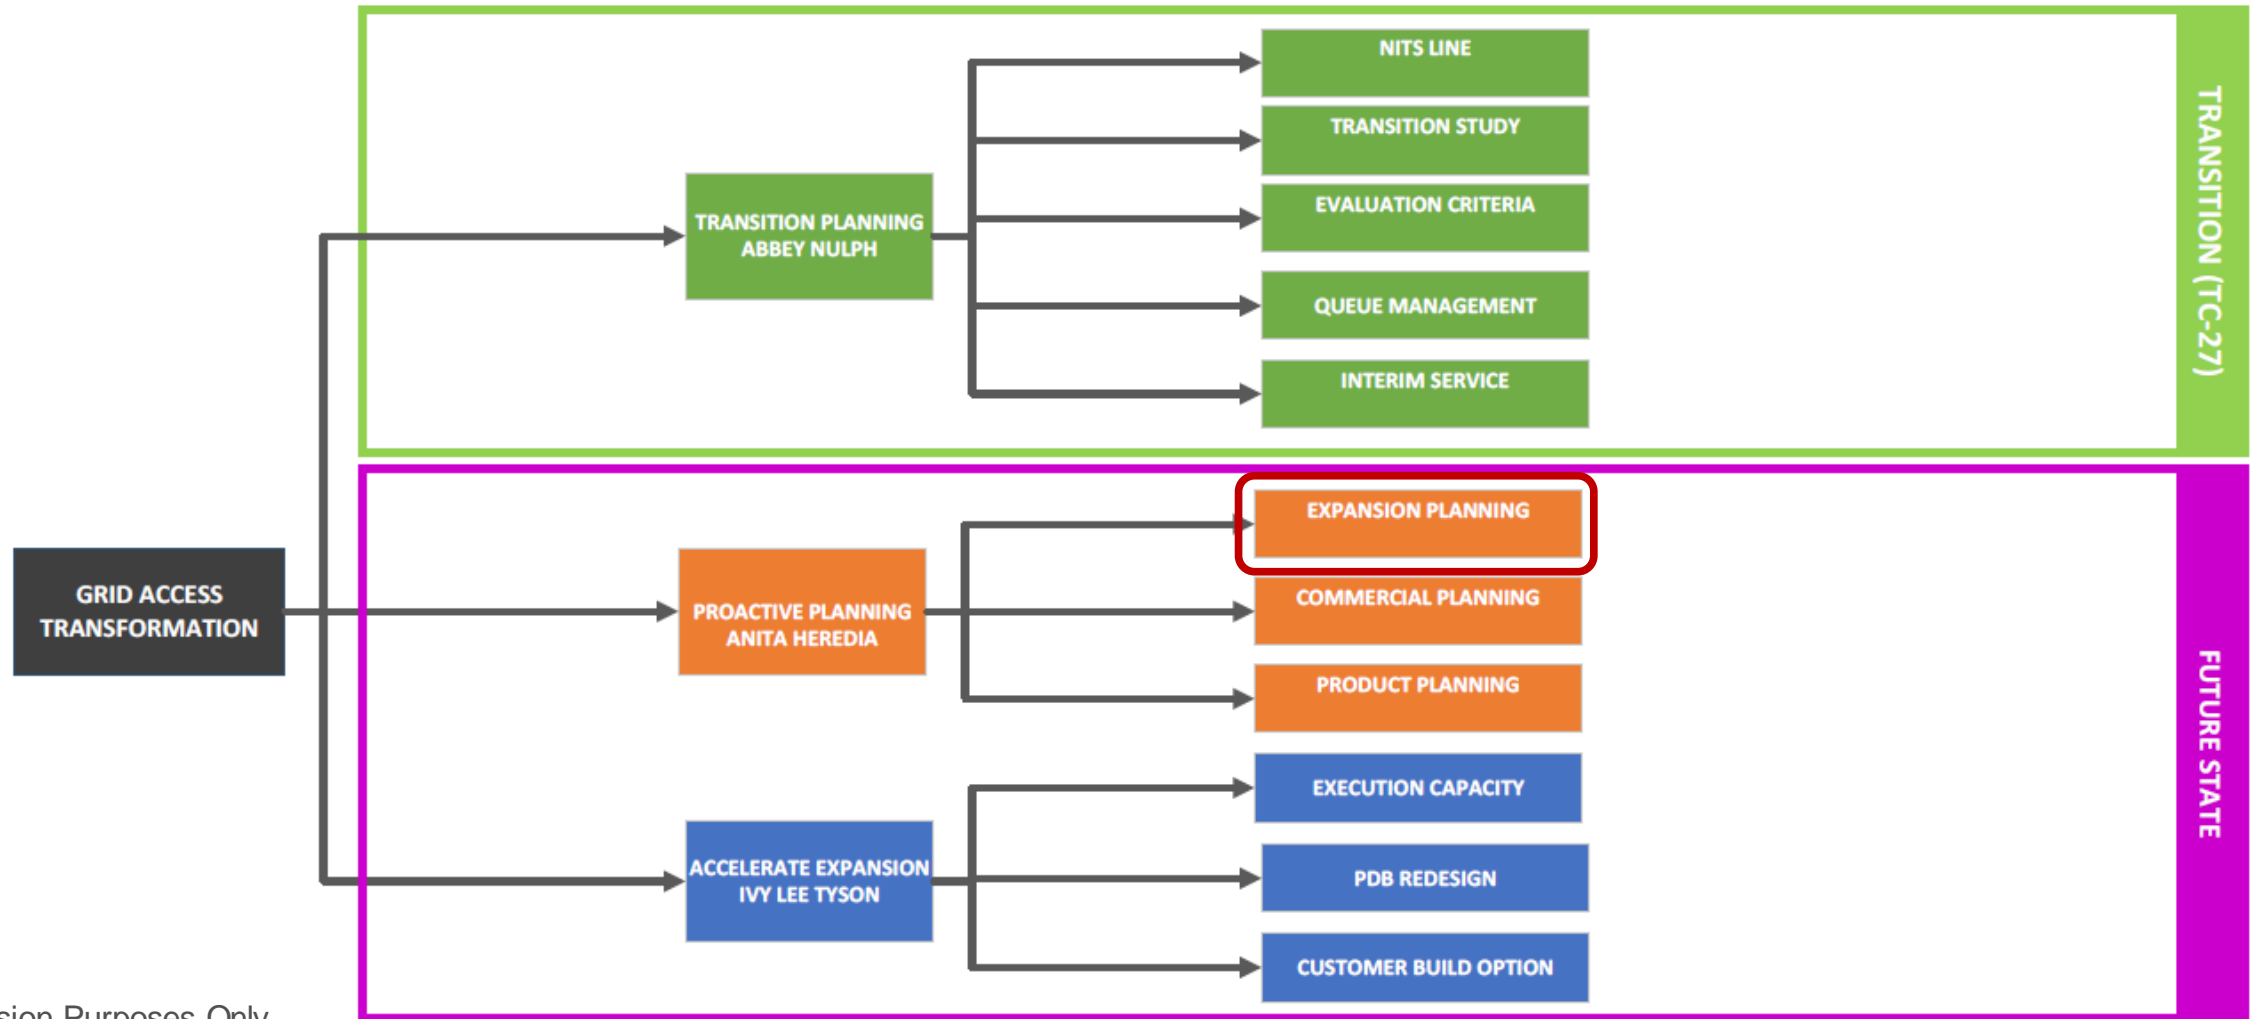 NITS LINE
TRANSITION STUDY
EVALUATION CRITERIA
QUEUE MANAGEMENT
INTERIM SERVICE
TRANSITION PLANNING
ABBEY NULPH
TRANSITION (TC-27)
GRID ACCESS
TRANSFORMATION
EXPANSION PLANNING
COMMERCIAL PLANNING
PRODUCT PLANNING
PROACTIVE PLANNING
ANITA HEREDIA
EXECUTION CAPACITY
PDB REDESIGN
CUSTOMER BUILD OPTION
ACCELERATE EXPANSION
IVY LEE TYSON
FUTURE STATE
Purposes Only